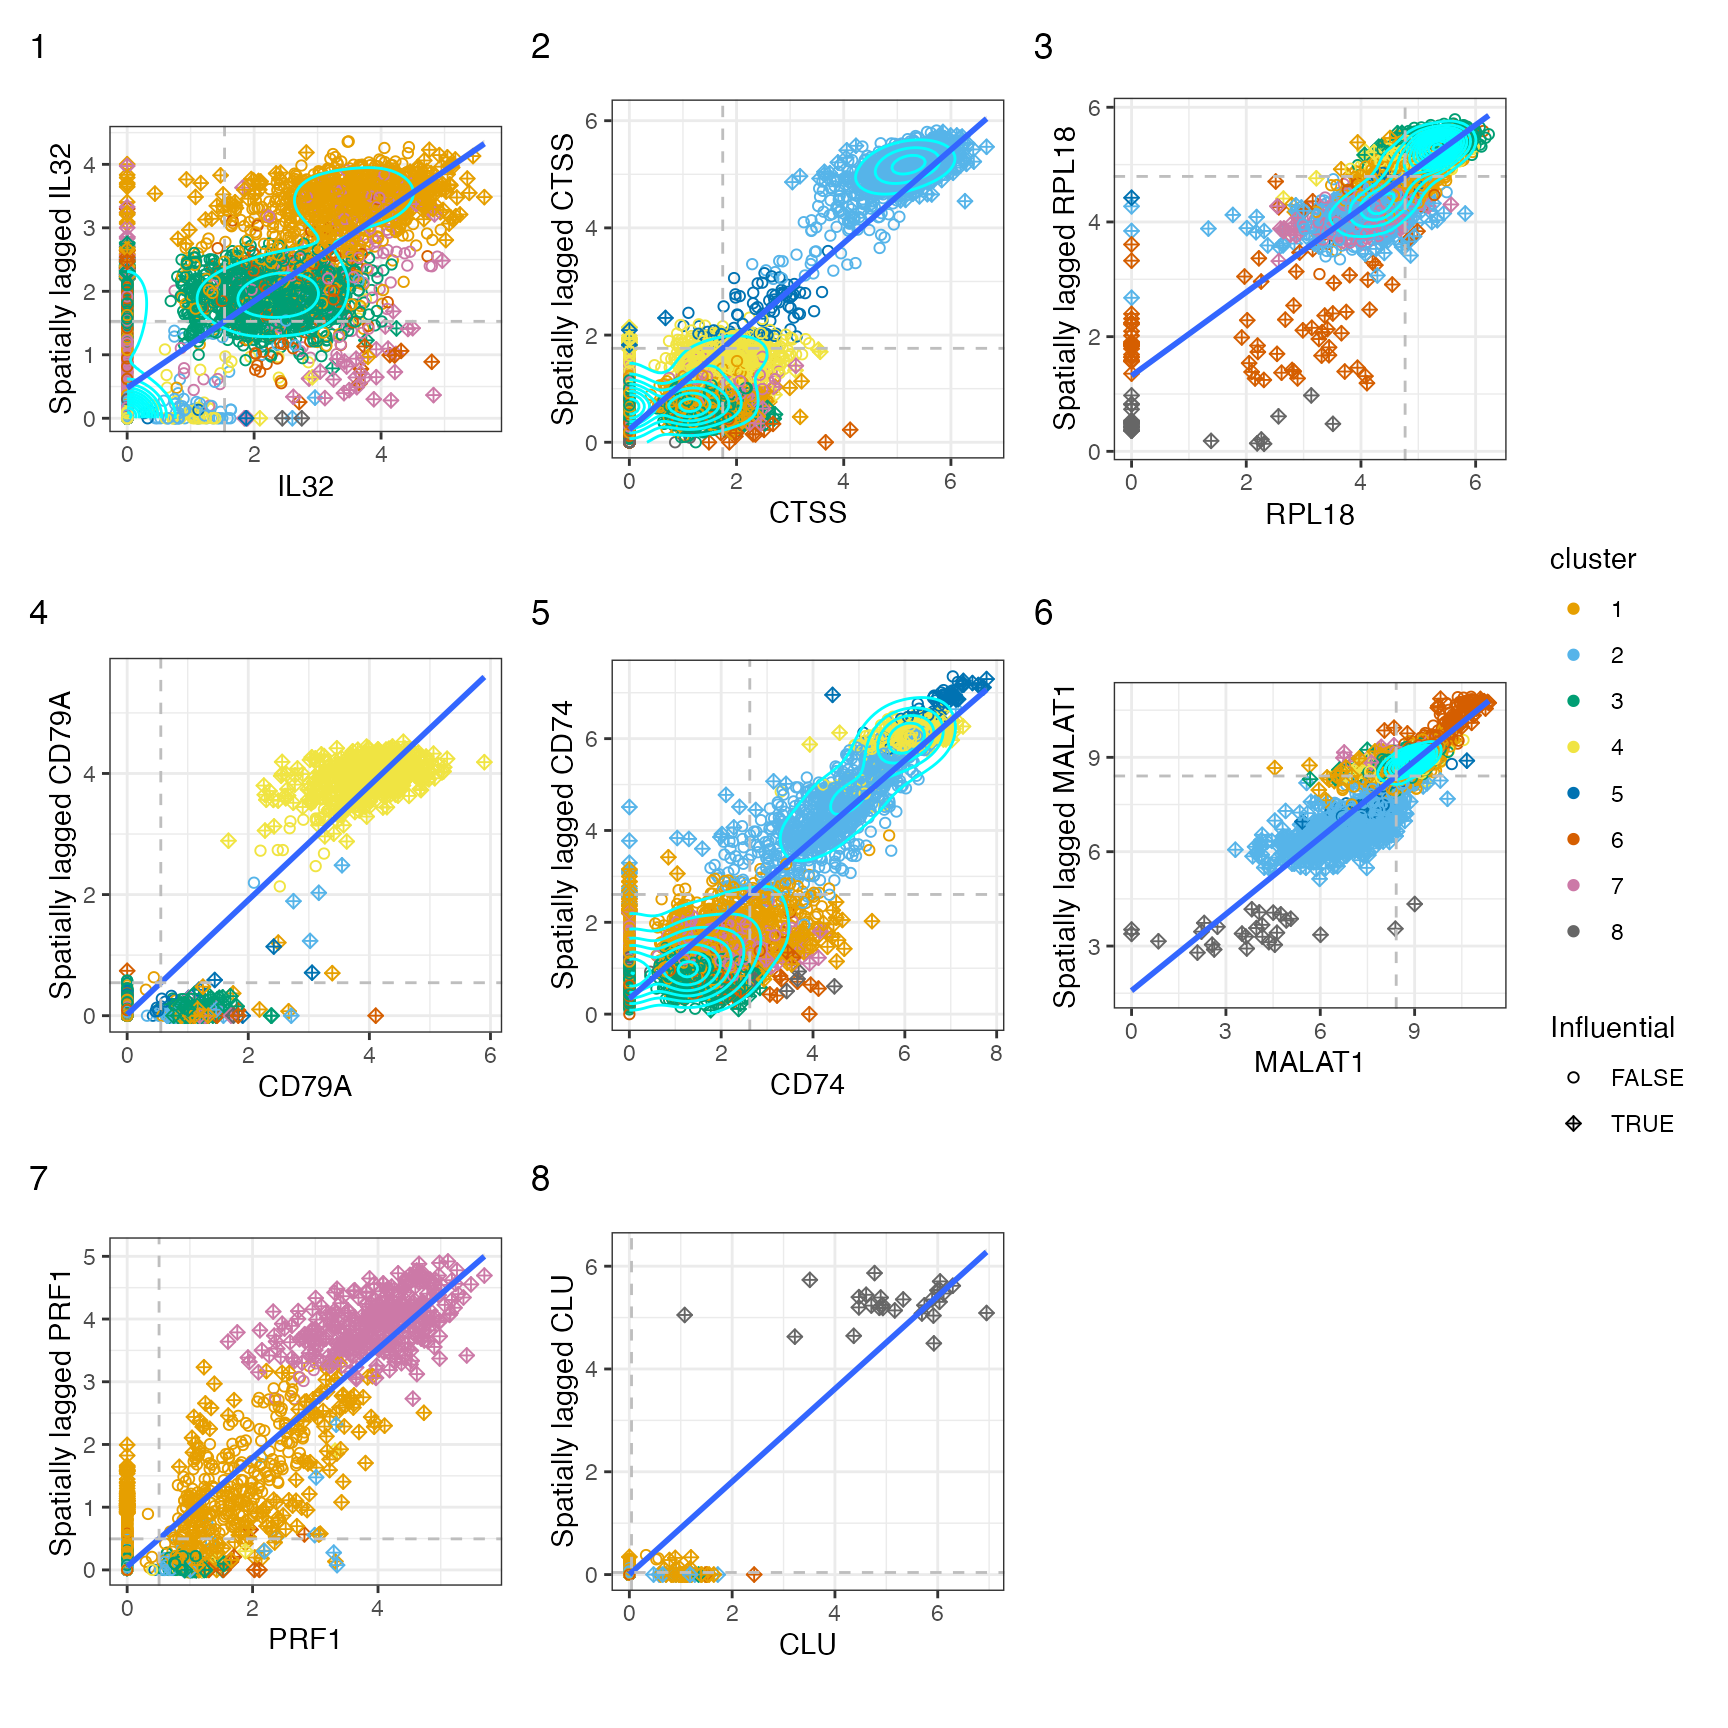 1
Spatially lagged IL32
4
3
2
1
0
0 2 4
IL32
2
Spatially lagged CTSS
6
4
2
0
0 2 4 6
CTSS
3
Spatially lagged RPL18
6
4
2
0
0 2 4 6
RPL18
4
Spatially lagged CD79A
4
2
0
0 2 4 6
CD79A
5
Spatially lagged CD74
6
4
2
0
0 2 4 6 8
CD74
6
Spatially lagged MALAT1
9
6
3
0 3 6 9
MALAT1
7
Spatially lagged PRF1
5
4
3
2
1
0
0 2 4
PRF1
8
Spatially lagged CLU
6
4
2
0
0 2 4 6
CLU
cluster
1
2
3
4
5
6
7
8
Influential
FALSE
TRUE